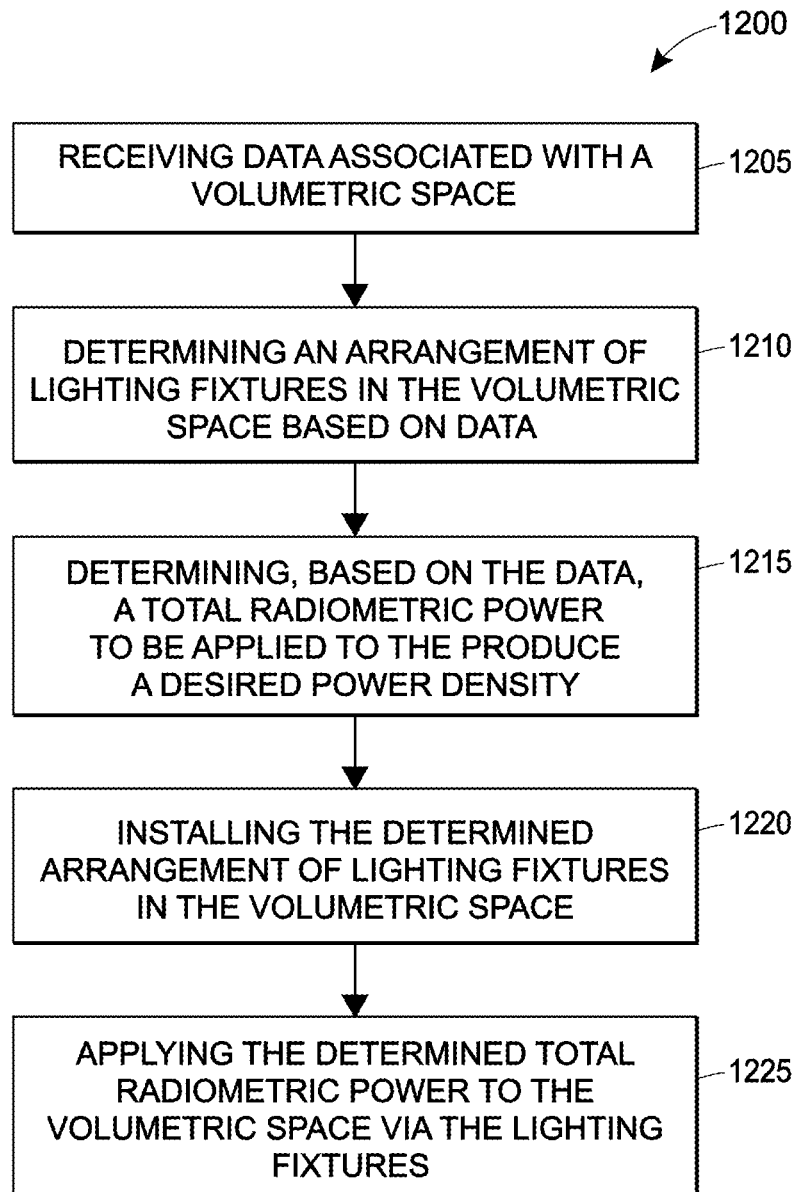 1200
RECEIVING DATA ASSOCIATED WITH A
VOLUMETRIC SPACE
1205
DETERMINING AN ARRANGEMENT OF
LIGHTING FIXTURES IN THE VOLUMETRIC
SPACE BASED ON DATA
1210
DETERMINING, BASED ON THE DATA,
A TOTAL RADIOMETRIC POWER
TO BE APPLIED TO THE PRODUCE
A DESIRED POWER DENSITY
1215
INSTALLING THE DETERMINED
ARRANGEMENT OF LIGHTING FIXTURES
IN THE VOLUMETRIC SPACE
1220
APPLYING THE DETERMINED TOTAL
RADIOMETRIC POWER TO THE
VOLUMETRIC SPACE VIA THE LIGHTING
FIXTURES
1225